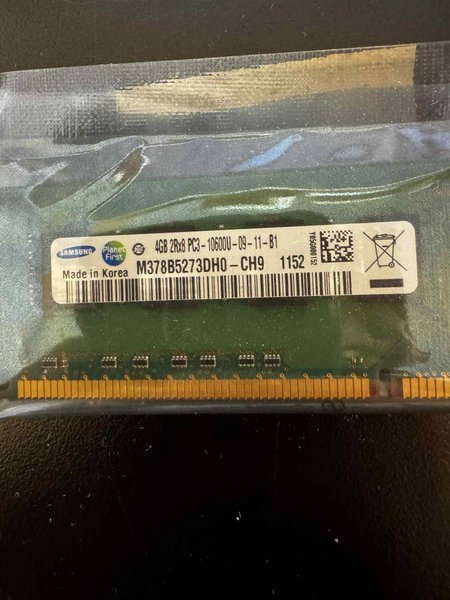 4GB 2Rx8 PC3-10600U-09-11-B1
SAMSUNG
Planet
First
Made in Korea
M378B5273DH0-CH9
1152